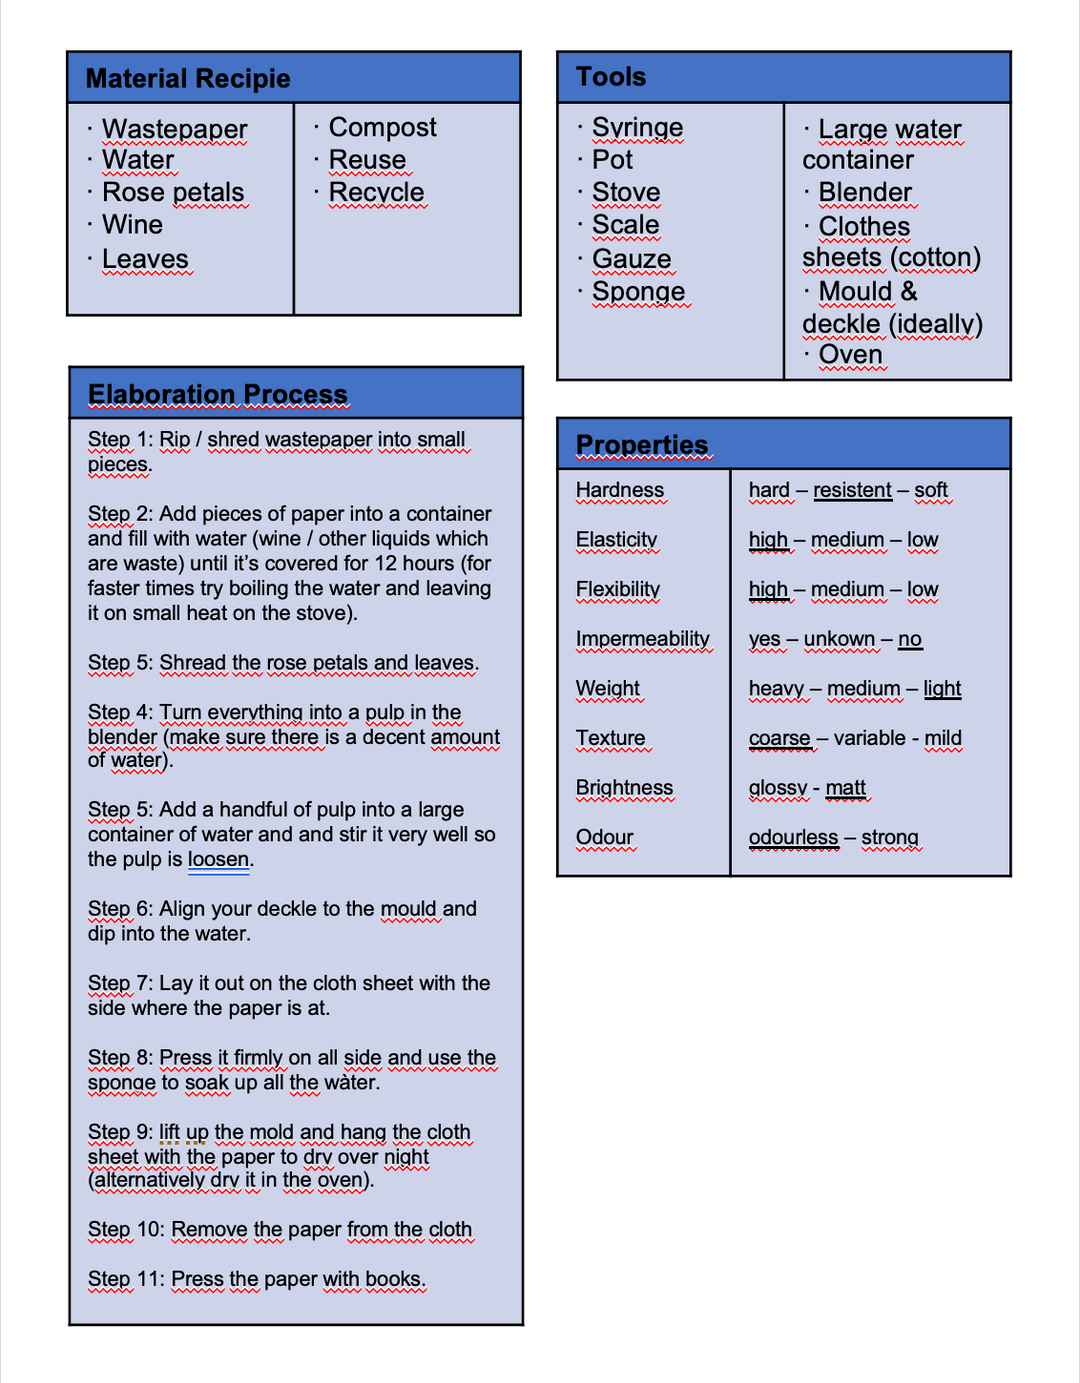 Material Recipie
· Wastepaper
· Water
· Rose petals
· Wine
· Leaves
· Compost
· Reuse
· Recycle
Tools
· Syringe
· Pot
· Stove
· Scale
· Gauze
· Sponge
· Large water
container
· Blender
· Clothes
sheets (cotton)
· Mould &
deckle (ideally)
· Oven
Elaboration Process
Step 1: Rip / shred wastepaper into small
pieces.
Step 2: Add pieces of paper into a container
and fill with water (wine / other liquids which
are waste) until it's covered for 12 hours (for
faster times try boiling the water and leaving
it on small heat on the stove).
Step 5: Shread the rose petals and leaves.
Step 4: Turn everything into a pulp in the
blender (make sure there is a decent amount
of water).
Step 5: Add a handful of pulp into a large
container of water and and stir it very well so
the pulp is loosen.
Step 6: Align your deckle to the mould and
dip into the water.
Step 7: Lay it out on the cloth sheet with the
side where the paper is at.
Step 8: Press it firmly on all side and use the
sponge to soak up all the wàter.
Step 9: lift up the mold and hang the cloth
sheet with the paper to dry over night
(alternatively dry it in the oven).
Step 10: Remove the paper from the cloth
Step 11: Press the paper with books.
Properties
Hardness hard – resistent – soft
Elasticity high – medium – low
Flexibility high – medium – low
Impermeability yes – unkown – no
Weight heavy – medium – light
Texture coarse – variable - mild
Brightness glossy - matt
Odour odourless – strong